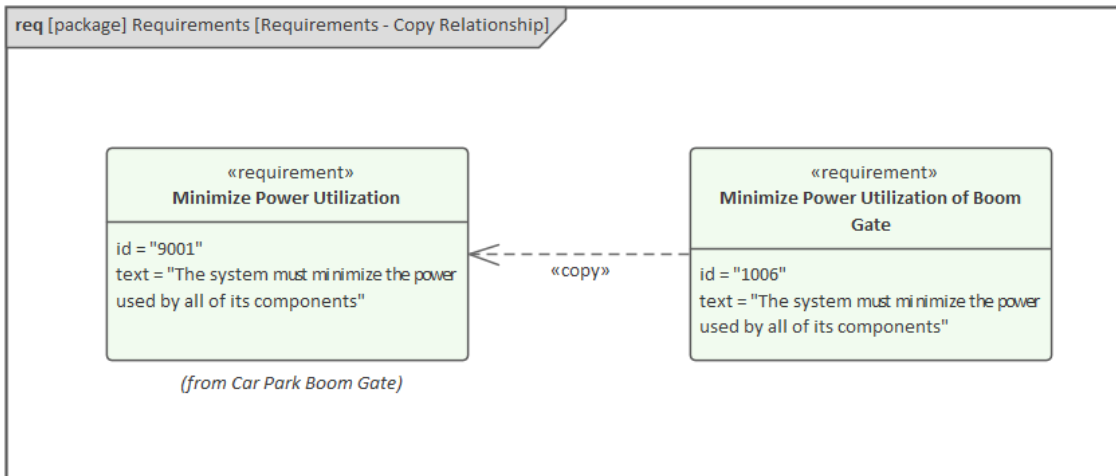 req [package] Requirements [Requirements - Copy Relationship]
«requirement»
Minimize Power Utilization
id = "9001"
text = "The system must minimize the power
used by all of its components"
(from Car Park Boom Gate)
«copy»
«requirement»
Minimize Power Utilization of Boom
Gate
id = "1006"
text = "The system must minimize the power
used by all of its components"